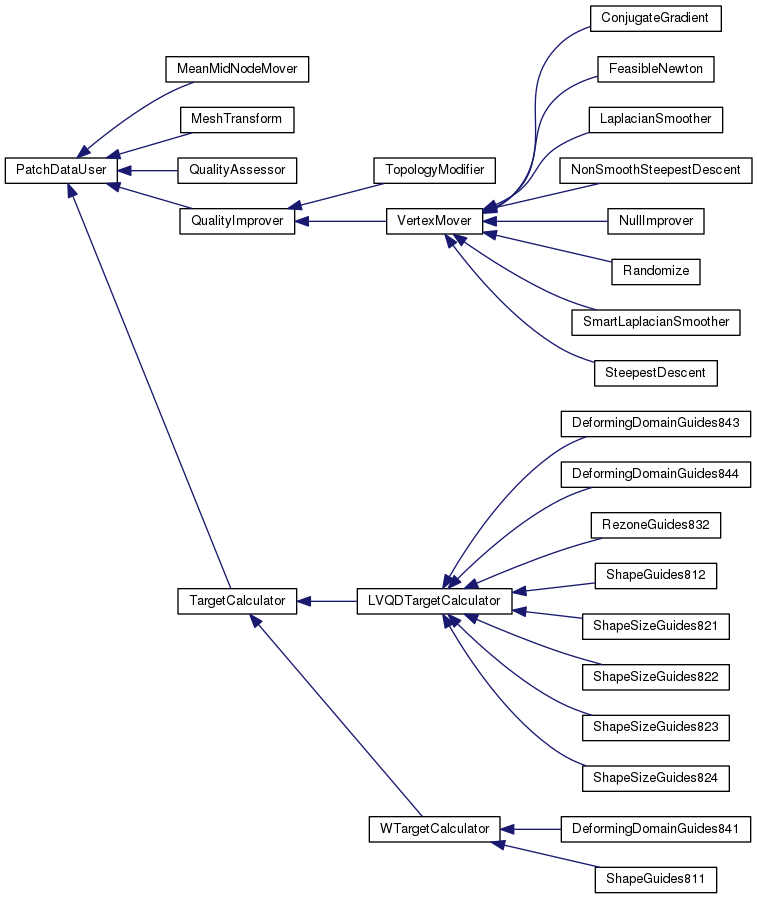 ConjugateGradient
MeanMidNodeMover
FeasibleNewton
MeshTransform
LaplacianSmoother
PatchDataUser
QualityAssessor
TopologyModifier
NonSmoothSteepestDescent
QualityImprover
VertexMover
NullImprover
Randomize
SmartLaplacianSmoother
SteepestDescent
DeformingDomainGuides843
DeformingDomainGuides844
RezoneGuides832
ShapeGuides812
TargetCalculator
LVQDTargetCalculator
ShapeSizeGuides821
ShapeSizeGuides822
ShapeSizeGuides823
ShapeSizeGuides824
WTargetCalculator
DeformingDomainGuides841
ShapeGuides811